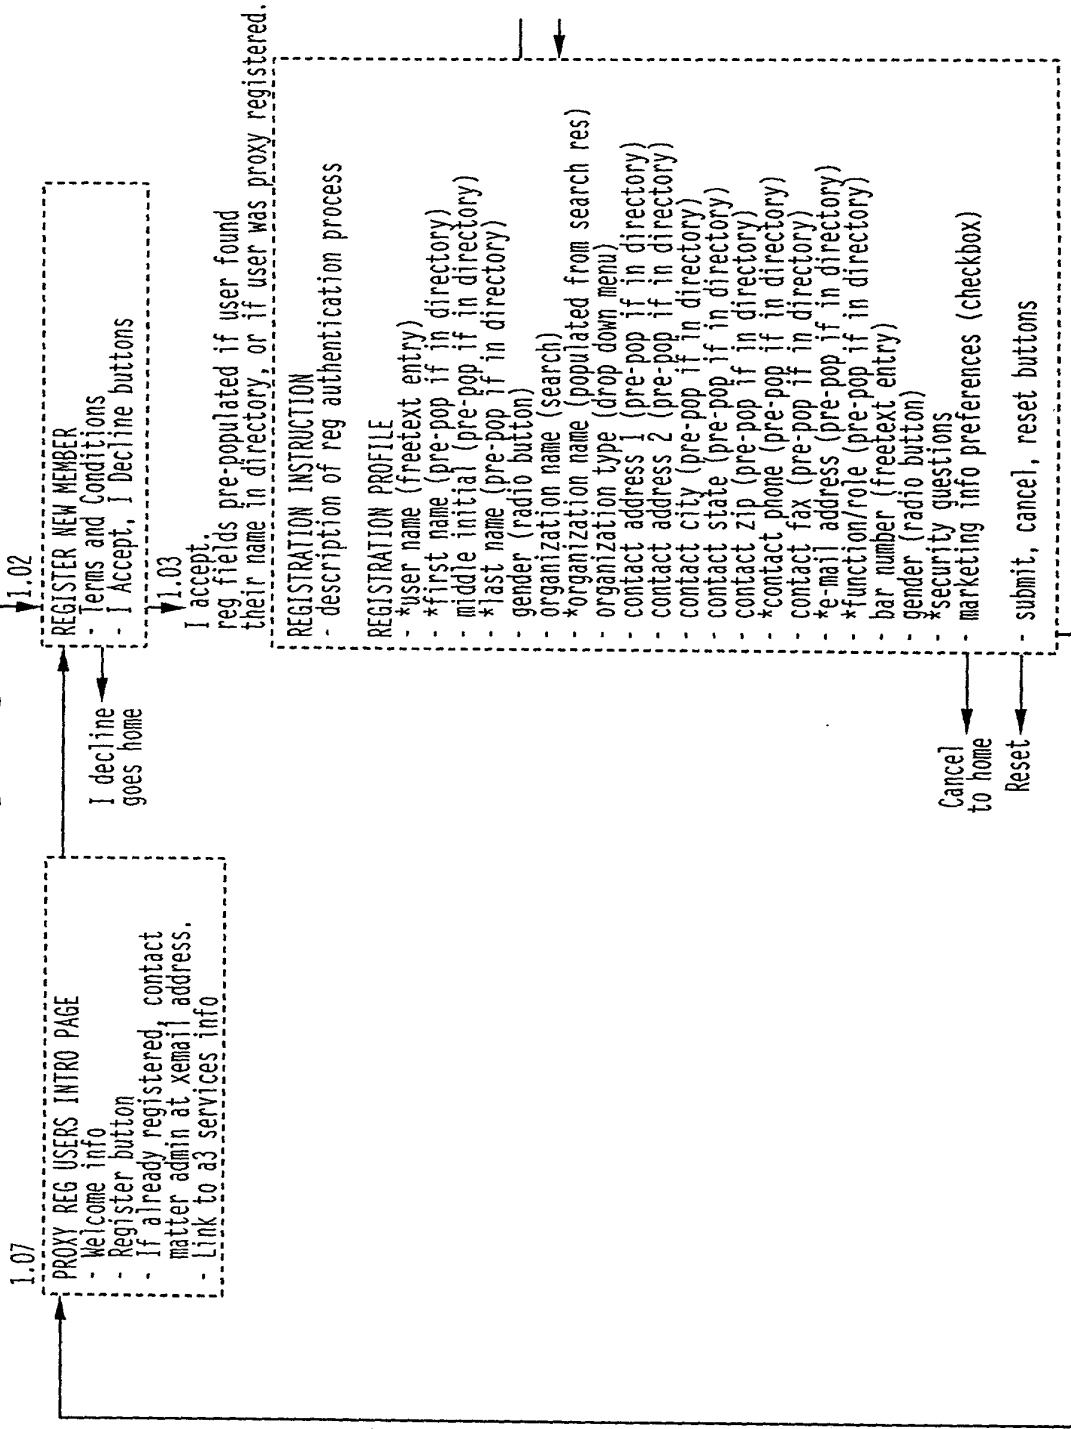 1.07
PROXY REG USERS INTRO PAGE
- Welcome info
- Register button
- If already registered, contact
matter admin at xemail address.
- Link to a3 services info
1.02
REGISTER NEW MEMBER
- Terms and Conditions
- I Accept, I Decline buttons
I decline
goes home
1.03
I accept.
reg fields pre-populated if user found
their name in directory, or if user was proxy registered.
REGISTRATION INSTRUCTION
- description of reg authentication process
REGISTRATION PROFILE
- *user name (freetext entry)
- *first name (pre-pop if in directory)
- middle initial (pre-pop if in directory)
- *last name (pre-pop if in directory)
- gender (radio button)
- organization name (search)
- *organization name (populated from search res)
- organization type (drop down menu)
- contact address 1 (pre-pop if in directory)
- contact address 2 (pre-pop if in directory)
- contact city (pre-pop if in directory)
- contact state (pre-pop if in directory)
- contact zip (pre-pop if in directory)
- *contact phone (pre-pop if in directory)
- contact fax (pre-pop if in directory)
- *e-mail address (pre-pop if in directory)
- *function/role (pre-pop if in directory)
- bar number (freetext entry)
- gender (radio button)
- *security questions
- marketing info preferences (checkbox)
- submit, cancel, reset buttons
Cancel
to home
Reset